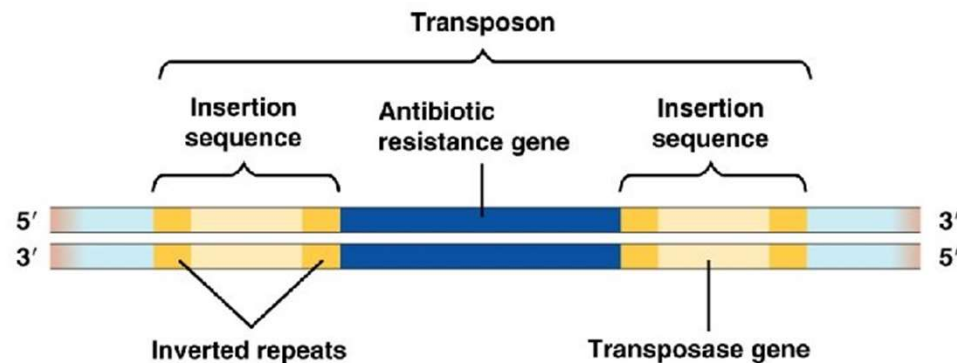 Transposon
Insertion
sequence
Antibiotic
resistance gene
Insertion
sequence
5′ 3′
3′ 5′
Inverted repeats
Transposase gene